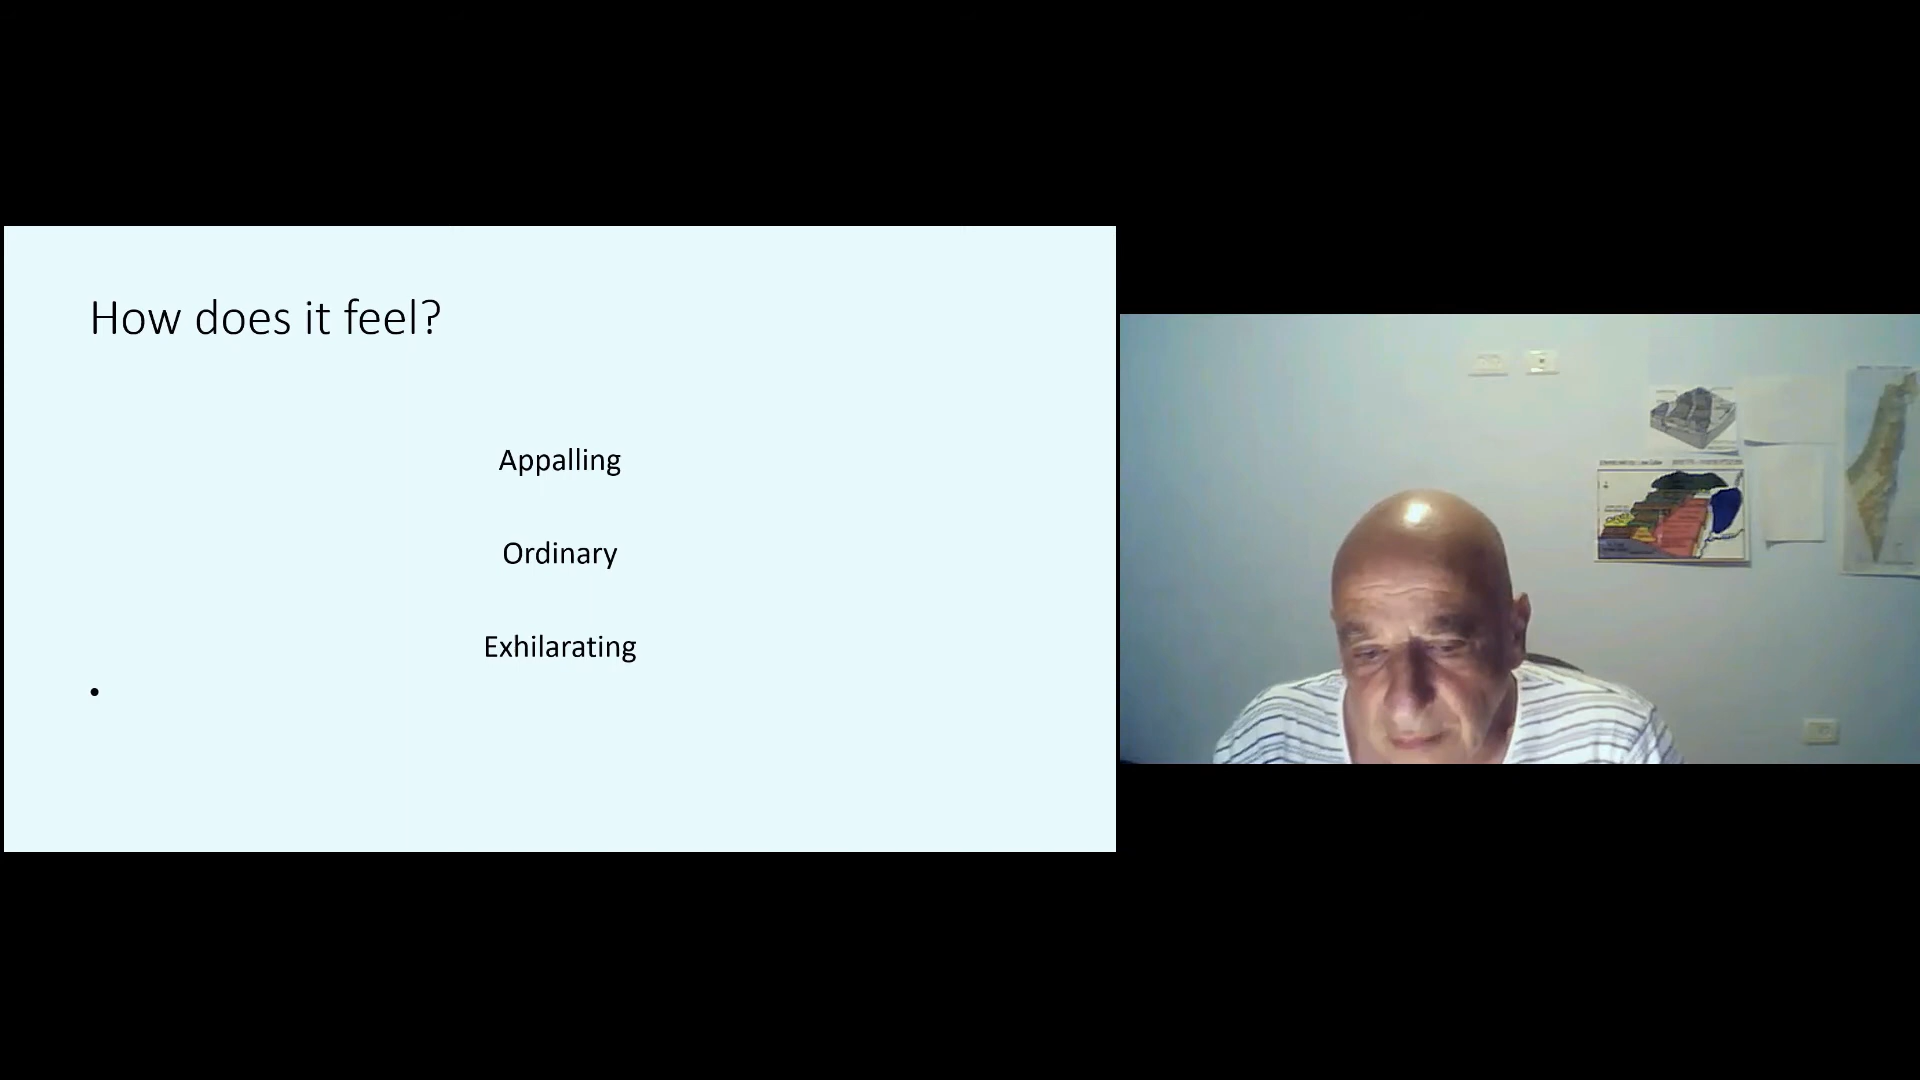 How does it feel?
Appalling
Ordinary
Exhilarating